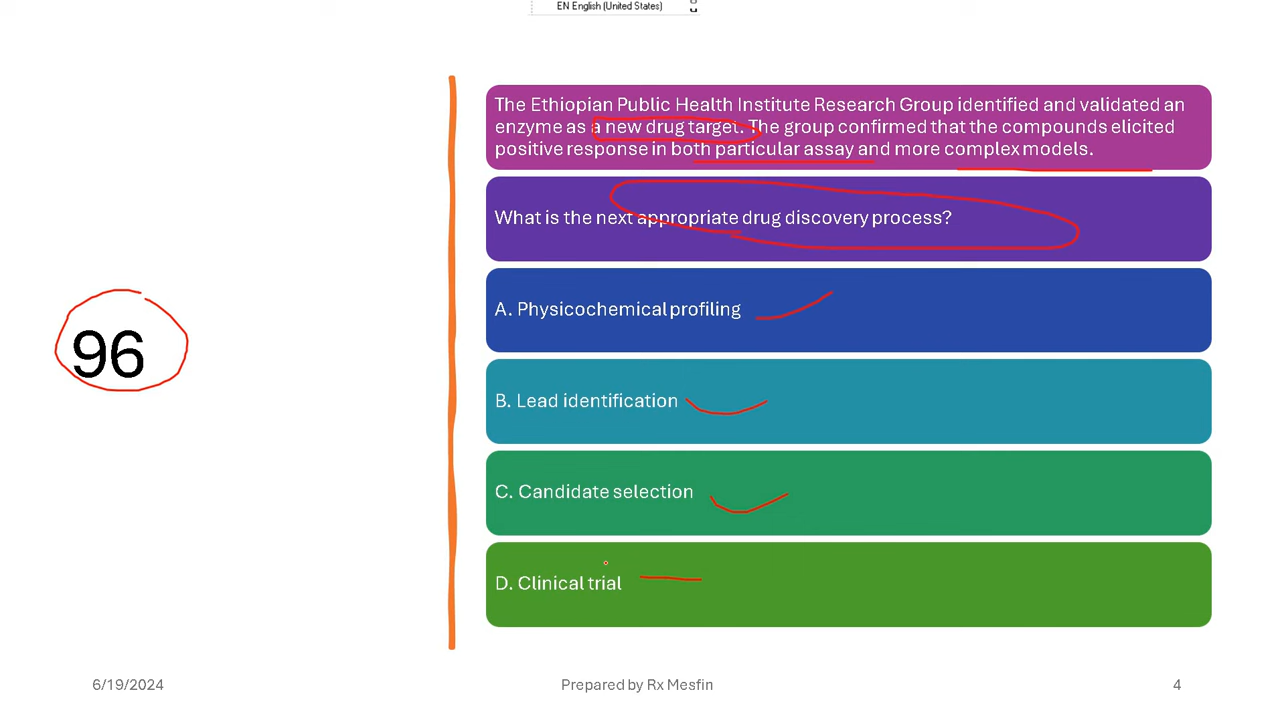 EN English (United States)
The Ethiopian Public Health Institute Research Group identified and validated an
enzyme as a new drug target. The group confirmed that the compounds elicited
positive response in both particular assay and more complex models.
What is the next appropriate drug discovery process?
96
A. Physicochemical profiling
B. Lead identification
C. Candidate selection
D. Clinical trial
6/19/2024
Prepared by Rx Mesfin
4